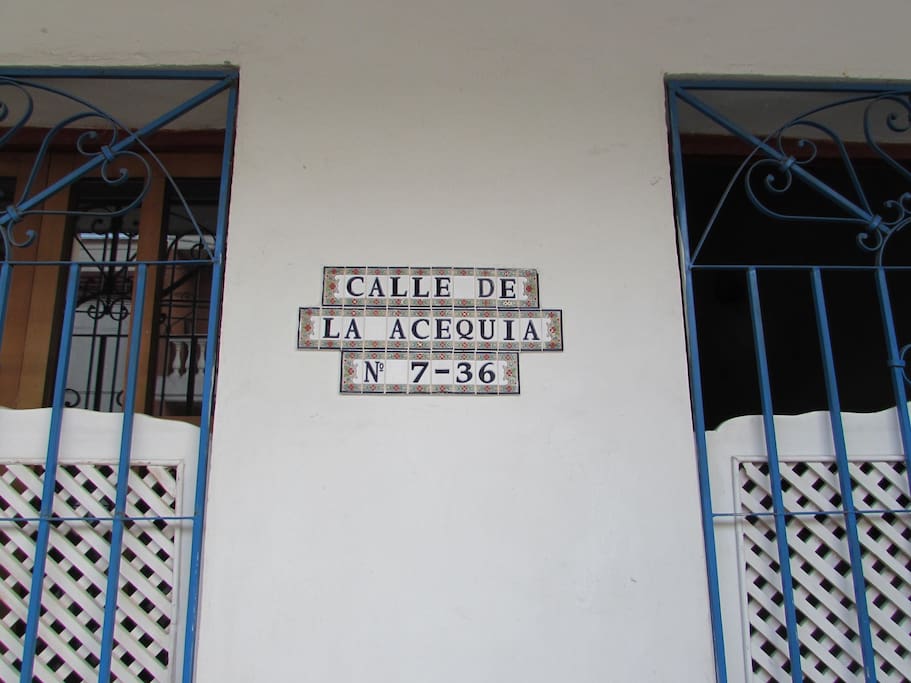 CALLE DE
LA ACEQUIA
Nº 7-36